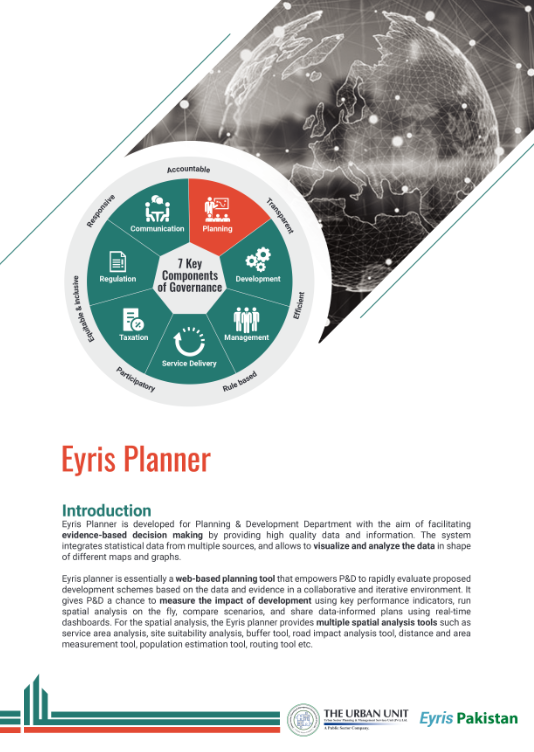 Accountable
Responsive
Transparent
Communication
Planning
7 Key
Components
of Governance
Regulation
Development
Equitable & Inclusive
Efficient
Taxation
Management
Service Delivery
Participatory
Rule based
Eyris Planner
Introduction
Eyris Planner is developed for Planning & Development Department with the aim of facilitating
evidence-based decision making by providing high quality data and information. The system
integrates statistical data from multiple sources, and allows to visualize and analyze the data in shape
of different maps and graphs.
Eyris planner is essentially a web-based planning tool that empowers P&D to rapidly evaluate proposed
development schemes based on the data and evidence in a collaborative and iterative environment. It
gives P&D a chance to measure the impact of development using key performance indicators, run
spatial analysis on the fly, compare scenarios, and share data-informed plans using real-time
dashboards. For the spatial analysis, the Eyris planner provides multiple spatial analysis tools such as
service area analysis, site suitability analysis, buffer tool, road impact analysis tool, distance and area
measurement tool, population estimation tool, routing tool etc.
THE URBAN UNIT
A Public Sector Company
Eyris Pakistan